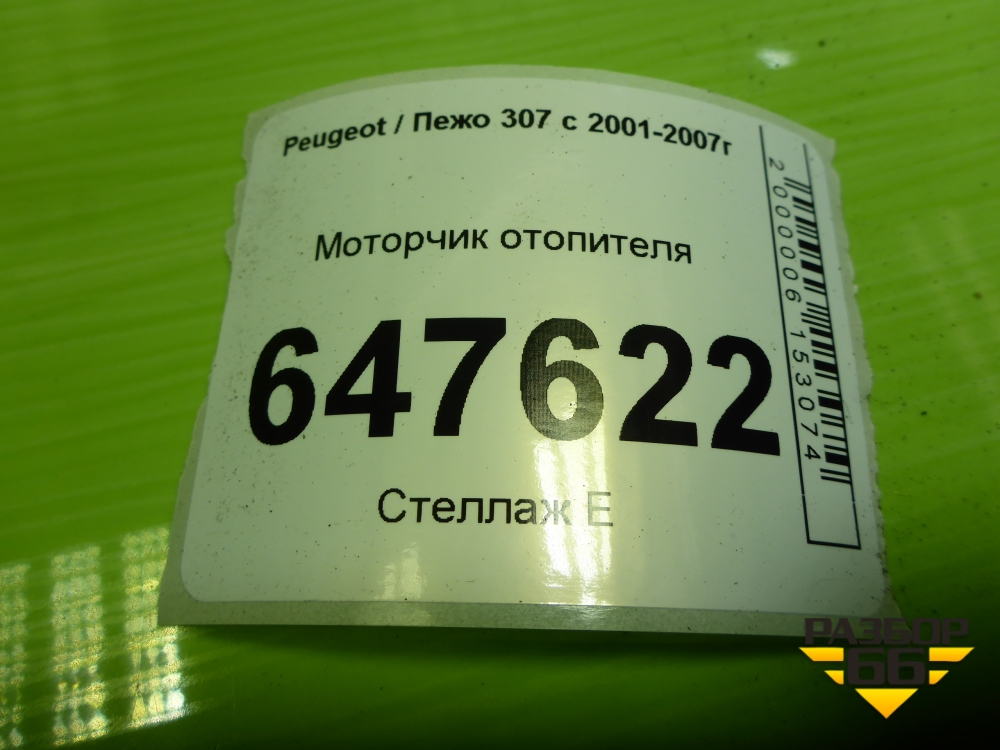 Peugeot / Пежо 307 с 2001-2007г
Моторчик отопителя
647622
Стеллаж Е
2000006153074
РАЗБОР
66